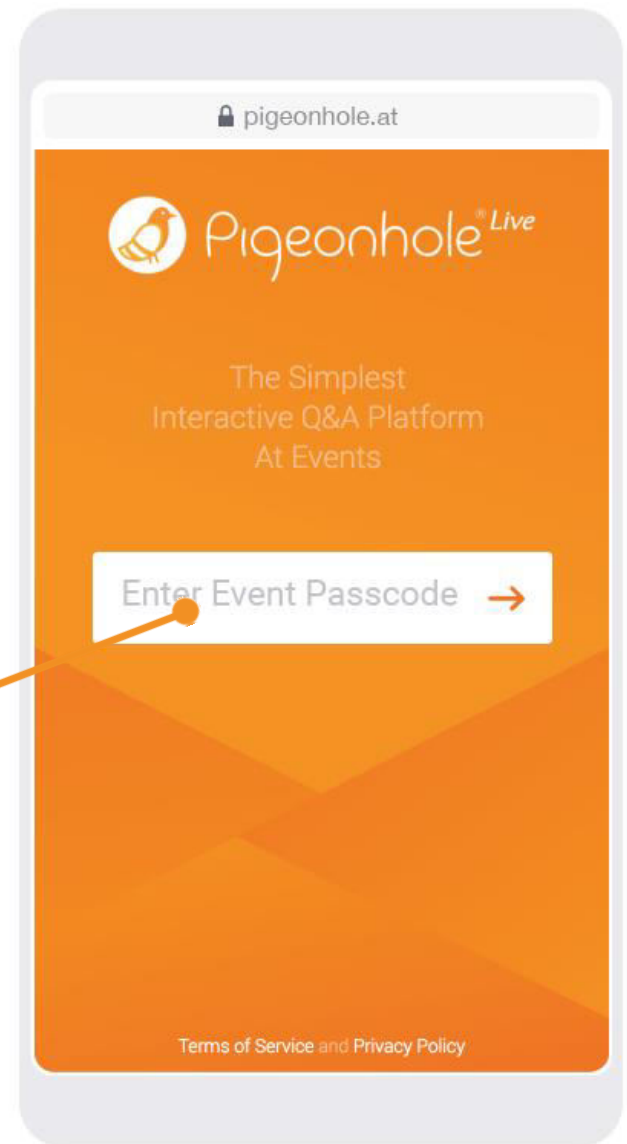 pigeonhole.at
Pigeonhole® Live
The Simplest
Interactive Q&A Platform
At Events
Enter Event Passcode →
Terms of Service and Privacy Policy